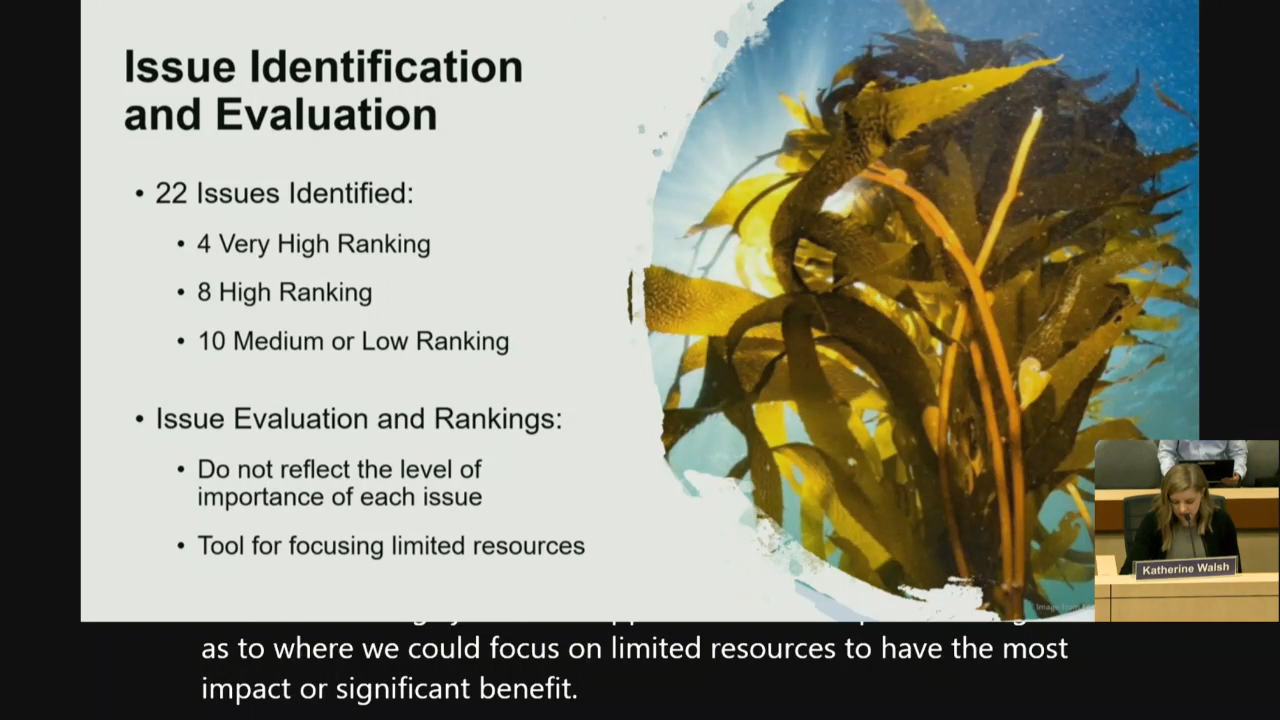 Issue Identification
and Evaluation
• 22 Issues Identified:
• 4 Very High Ranking
• 8 High Ranking
• 10 Medium or Low Ranking
• Issue Evaluation and Rankings:
• Do not reflect the level of
importance of each issue
• Tool for focusing limited resources
Katherine Walsh
as to where we could focus on limited resources to have the most
impact or significant benefit.